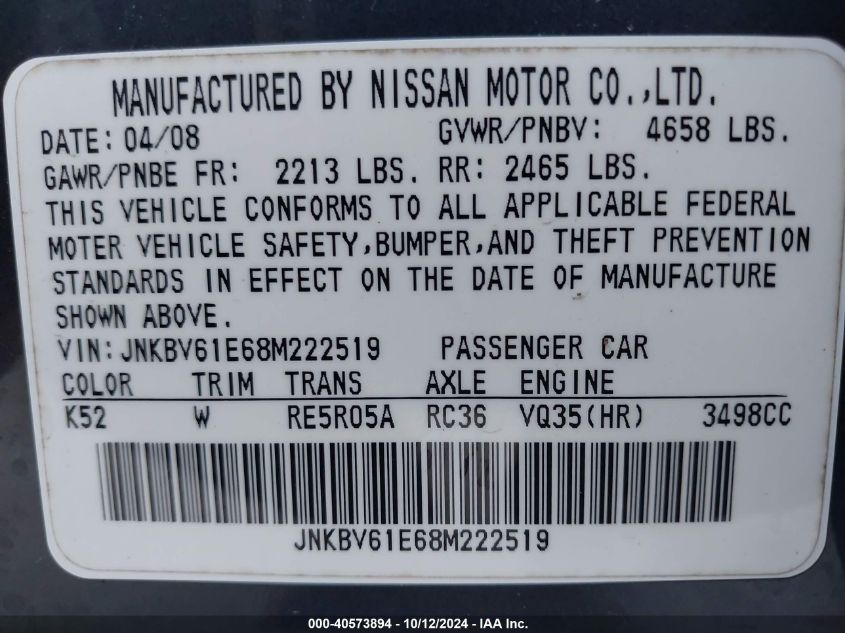 MANUFACTURED BY NISSAN MOTOR CO.,LTD.
DATE: 04/08 GVWR/PNBV: 4658 LBS.
GAWR/PNBE FR: 2213 LBS. RR: 2465 LBS.
THIS VEHICLE CONFORMS TO ALL APPLICABLE FEDERAL
MOTER VEHICLE SAFETY,BUMPER,AND THEFT PREVENTION
STANDARDS IN EFFECT ON THE DATE OF MANUFACTURE
SHOWN ABOVE.
VIN: JNKBV61E68M222519 PASSENGER CAR
COLOR TRIM TRANS AXLE ENGINE
K52 W RE5R05A RC36 VQ35(HR) 3498CC
JNKBV61E68M222519
000-40573894 - 10/12/2024 - IAA Inc.